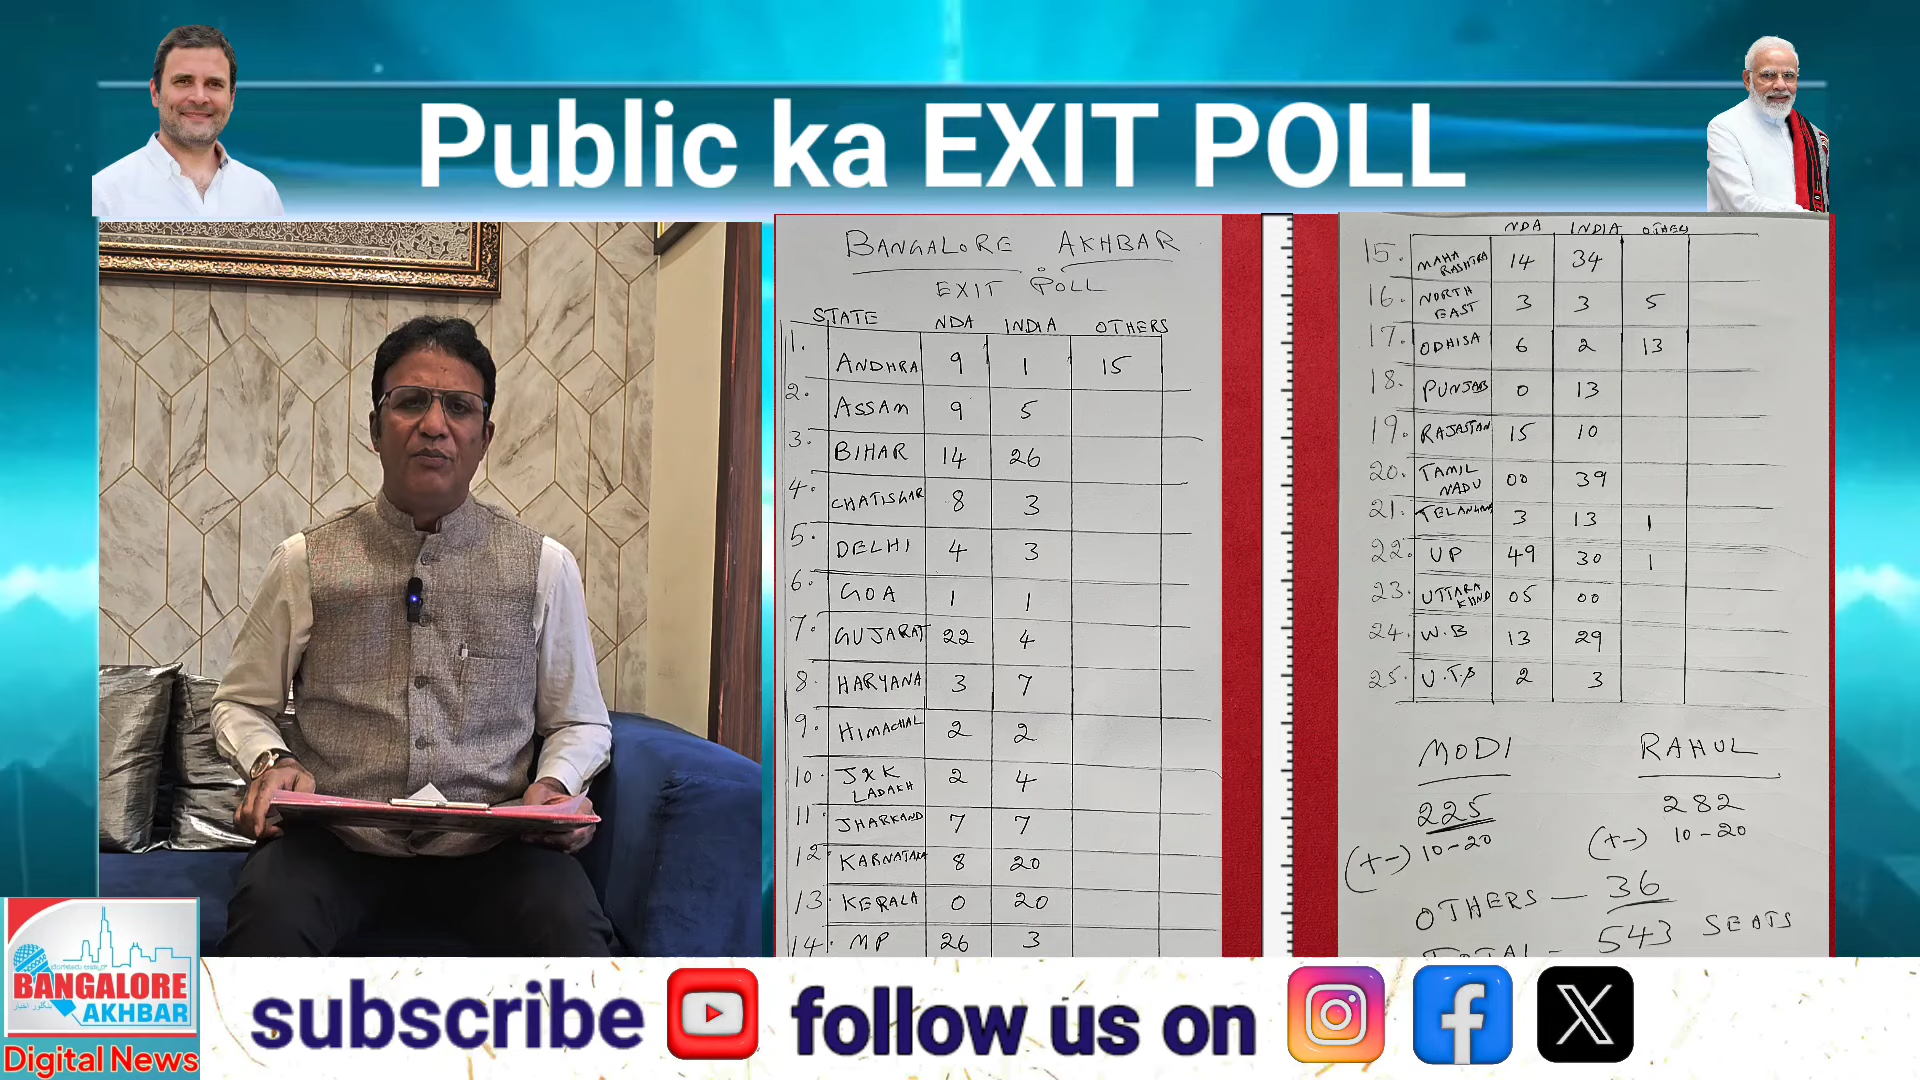 Public ka EXIT POLL
BANGALORE AKHBAR
EXIT POLL
STATE NDA INDIA OTHERS
1. ANDHRA 9 1 15
2. ASSAM 9 5
3. BIHAR 14 26
4. CHATISGAR 8 3
5. DELHI 4 3
6. GOA 1 1
7. GUJARAT 22 4
8. HARYANA 3 7
9. HIMACHAL 2 2
10. J&K LADAKH 2 4
11. JHARKAND 7 7
12. KARNATAKA 8 20
13. KERALA 0 20
14. MP 26 3
NDA INDIA OTHERS
15. MAHA RASHTRA 14 34
16. NORTH EAST 3 3 5
17. ODHISA 6 2 13
18. PUNJAB 0 13
19. RAJASTAN 15 10
20. TAMIL NADU 00 39
21. TELANGANA 3 13 1
22. UP 49 30 1
23. UTTARA KHND 05 00
24. W.B 13 29
25. U.T.S 2 3
MODI RAHUL
225 282
(+-) 10-20 (+-) 10-20
OTHERS — 36
TOTAL - 543 SEATS
BANGALORE
AKHBAR
Digital News
subscribe follow us on